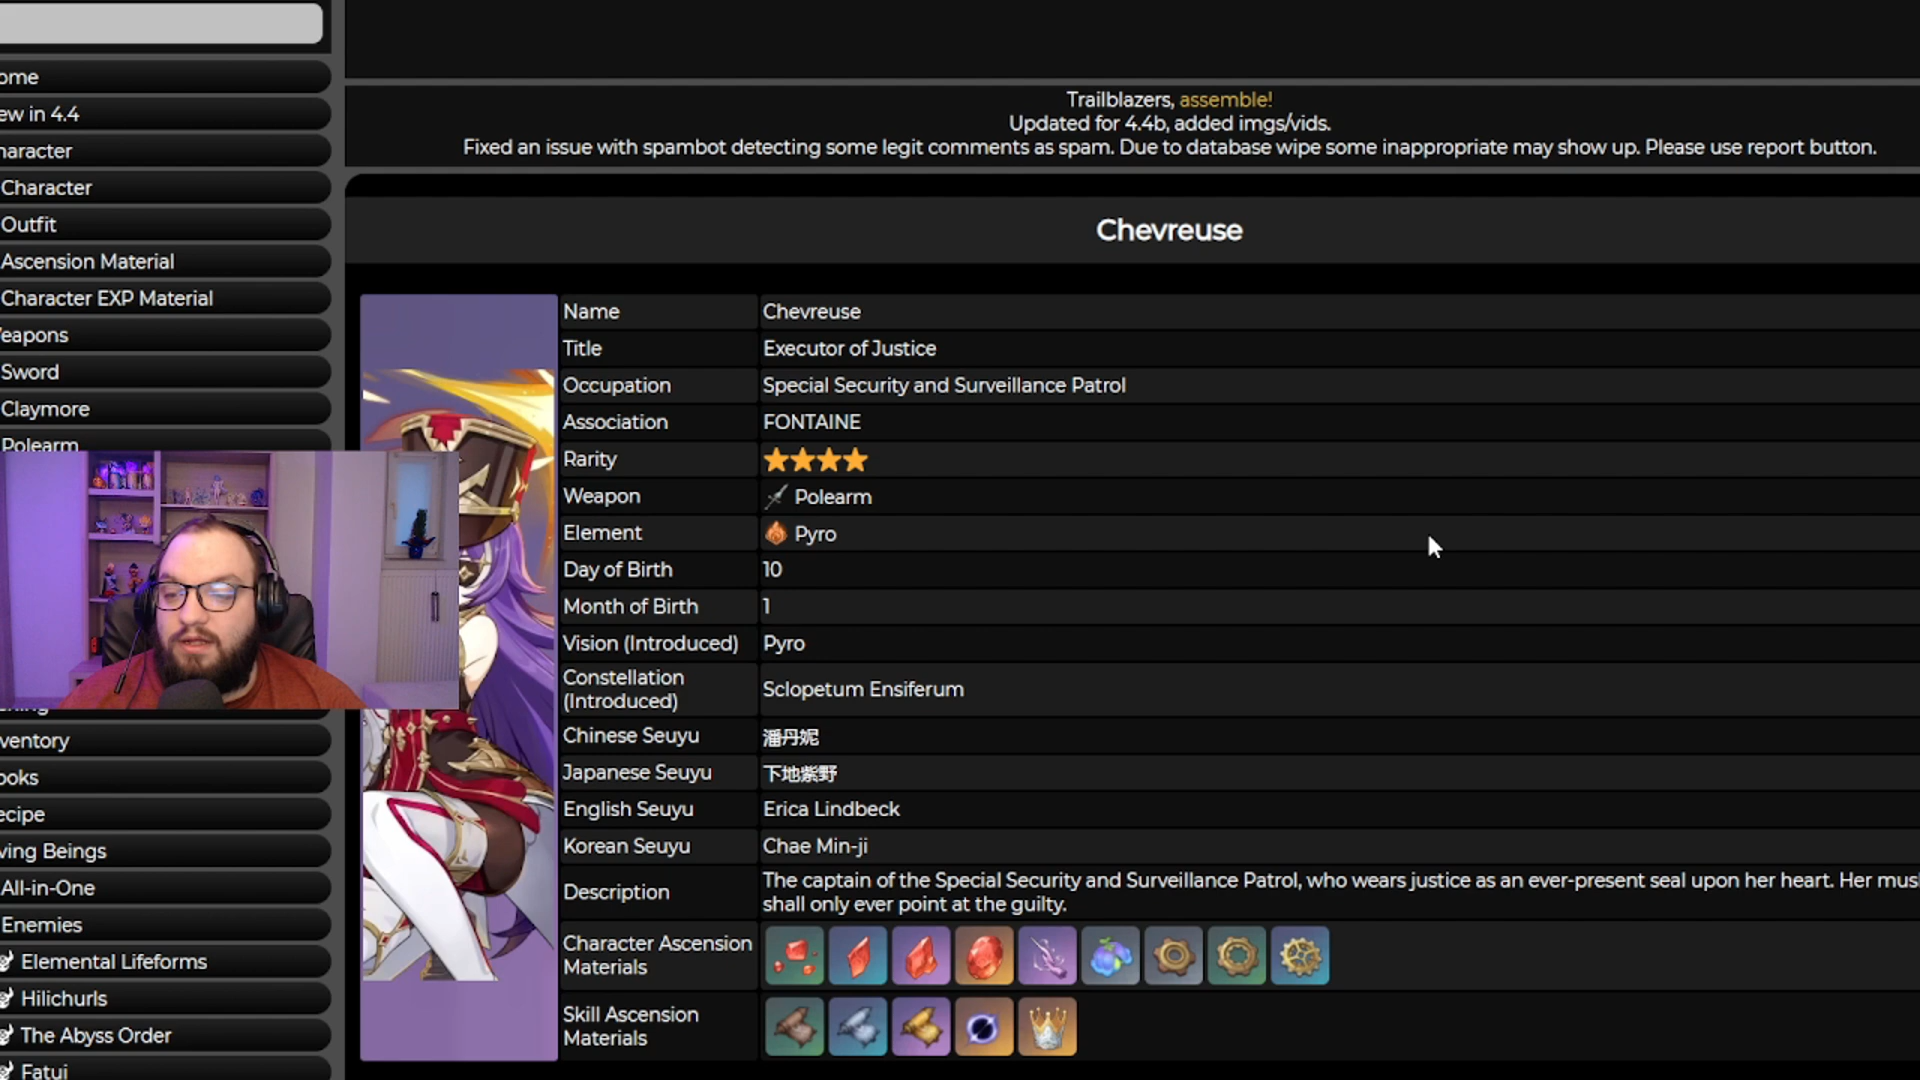 ome
ew in 4.4
haracter
Character
Outfit
Ascension Material
Character EXP Material
eapons
Sword
Claymore
Polearm
ventory
ooks
ecipe
ving Beings
All-in-One
Enemies
Elemental Lifeforms
Hilichurls
The Abyss Order
Fatui
Trailblazers, assemble!
Updated for 4.4b, added imgs/vids.
Fixed an issue with spambot detecting some legit comments as spam. Due to database wipe some inappropriate may show up. Please use report button.
Chevreuse
Name Chevreuse
Title Executor of Justice
Occupation Special Security and Surveillance Patrol
Association FONTAINE
Rarity
Weapon Polearm
Element Pyro
Day of Birth 10
Month of Birth 1
Vision (Introduced) Pyro
Constellation
(Introduced) Sclopetum Ensiferum
Chinese Seuyu 潘丹妮
Japanese Seuyu 下地紫野
English Seuyu Erica Lindbeck
Korean Seuyu Chae Min-ji
Description The captain of the Special Security and Surveillance Patrol, who wears justice as an ever-present seal upon her heart. Her mus
shall only ever point at the guilty.
Character Ascension
Materials
Skill Ascension
Materials